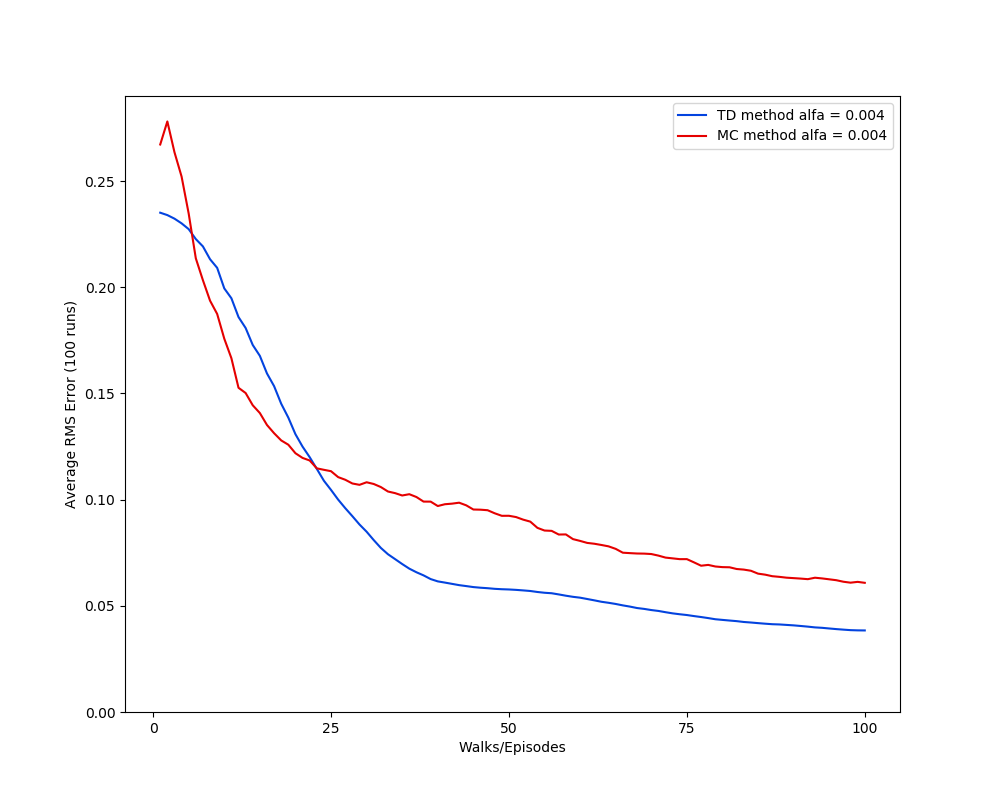 TD method alfa = 0.004
MC method alfa = 0.004
0.25
0.20
0.15
0.10
0.05
0.00
Average RMS Error (100 runs)
0 25 50 75 100
Walks/Episodes